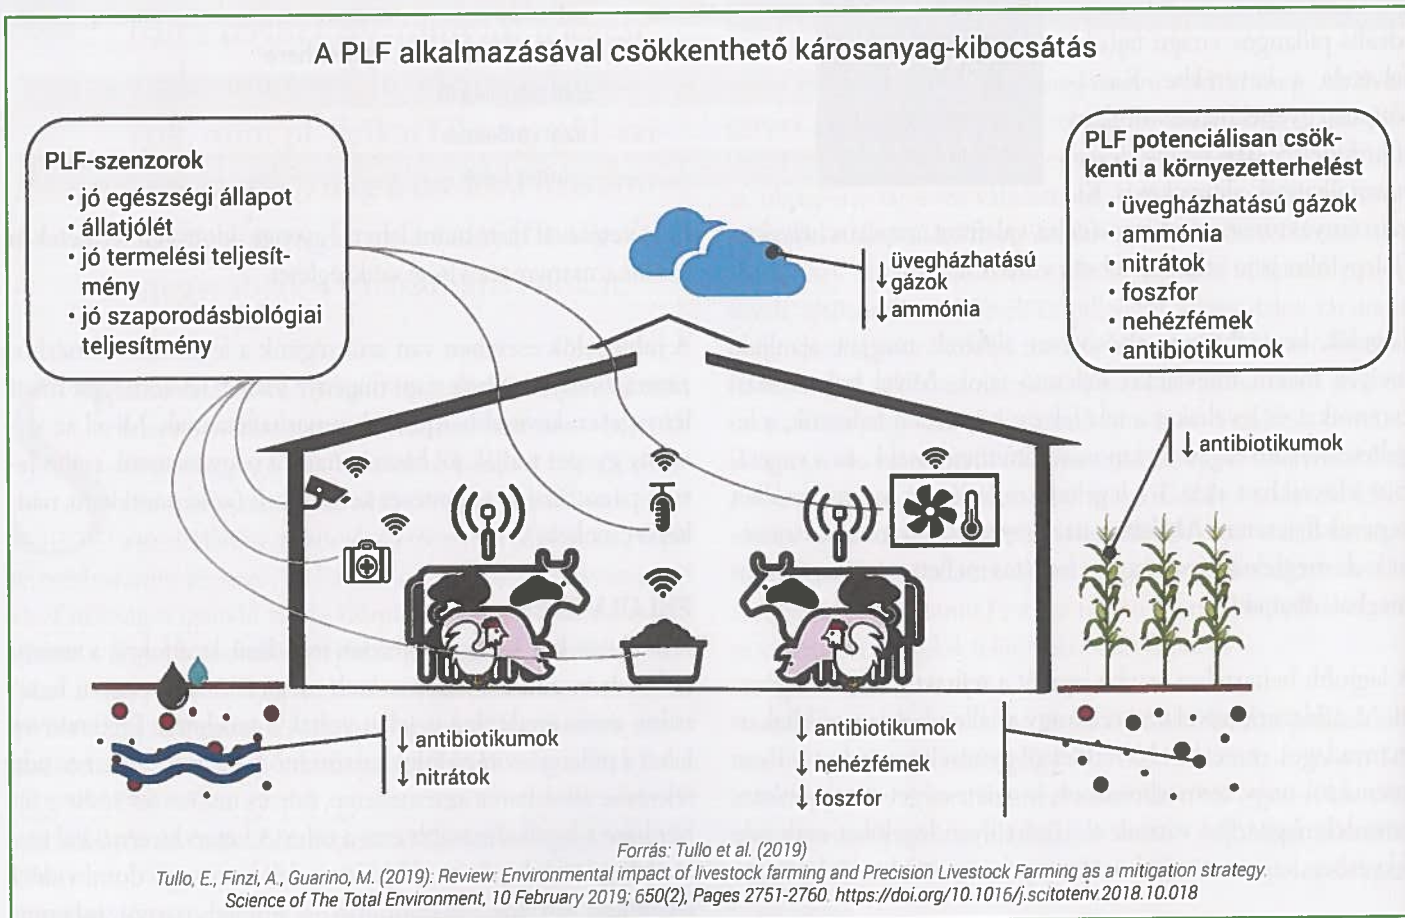 A PLF alkalmazásával csökkenthető károsanyag-kibocsátás
PLF-szenzorok
• jó egészségi állapot
• állatjólét
• jó termelési teljesít-
mény
• jó szaporodásbiológiai
teljesítmény
↓ üvegházhatású
gázok
↓ ammónia
PLF potenciálisan csök-
kenti a környezetterhelést
• üvegházhatású gázok
• ammónia
• nitrátok
• foszfor
• nehézfémek
• antibiotikumok
↓ antibiotikumok
↓ antibiotikumok
↓ nitrátok
↓ antibiotikumok
↓ nehézfémek
↓ foszfor
Forrás: Tullo et al. (2019)
Tullo, E., Finzi, A., Guarino, M. (2019): Review: Environmental impact of livestock farming and Precision Livestock Farming as a mitigation strategy.
Science of The Total Environment, 10 February 2019; 650(2), Pages 2751-2760, https://doi.org/10.1016/j.scitotenv.2018.10.018